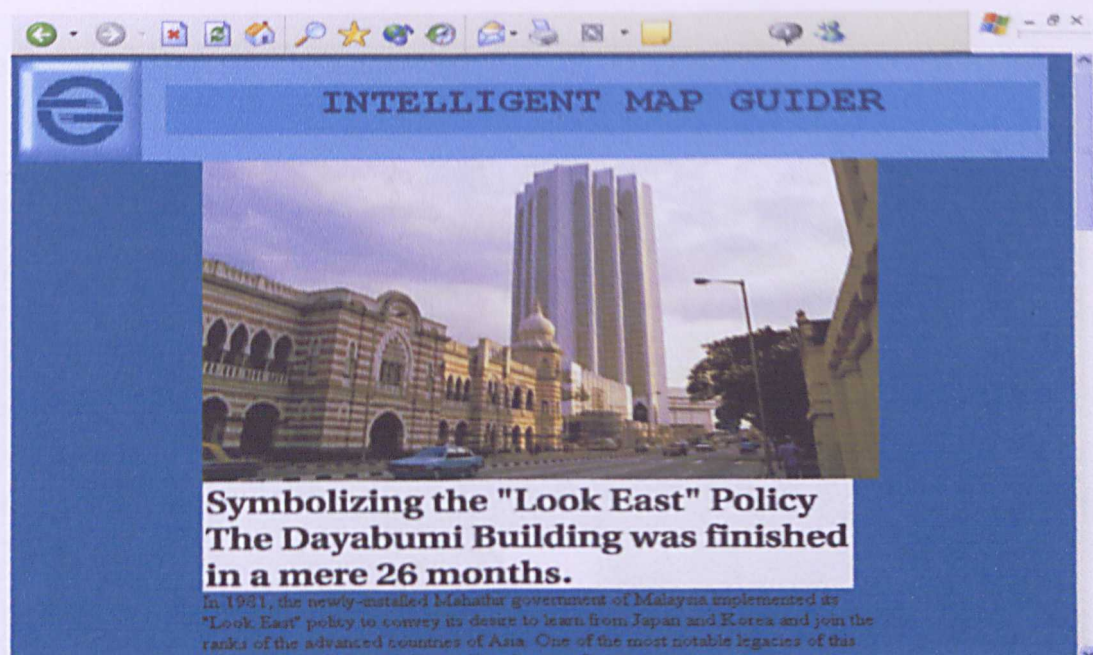 INTELLIGENT MAP GUIDER
Symbolizing the "Look East" Policy
The Dayabumi Building was finished
in a mere 26 months.
In 1981, the newly-installed Mahathir government of Malaysia implemented its
"Look East" policy to convey its desire to learn from Japan and Korea and join the
ranks of the advanced countries of Asia. One of the most notable legacies of this